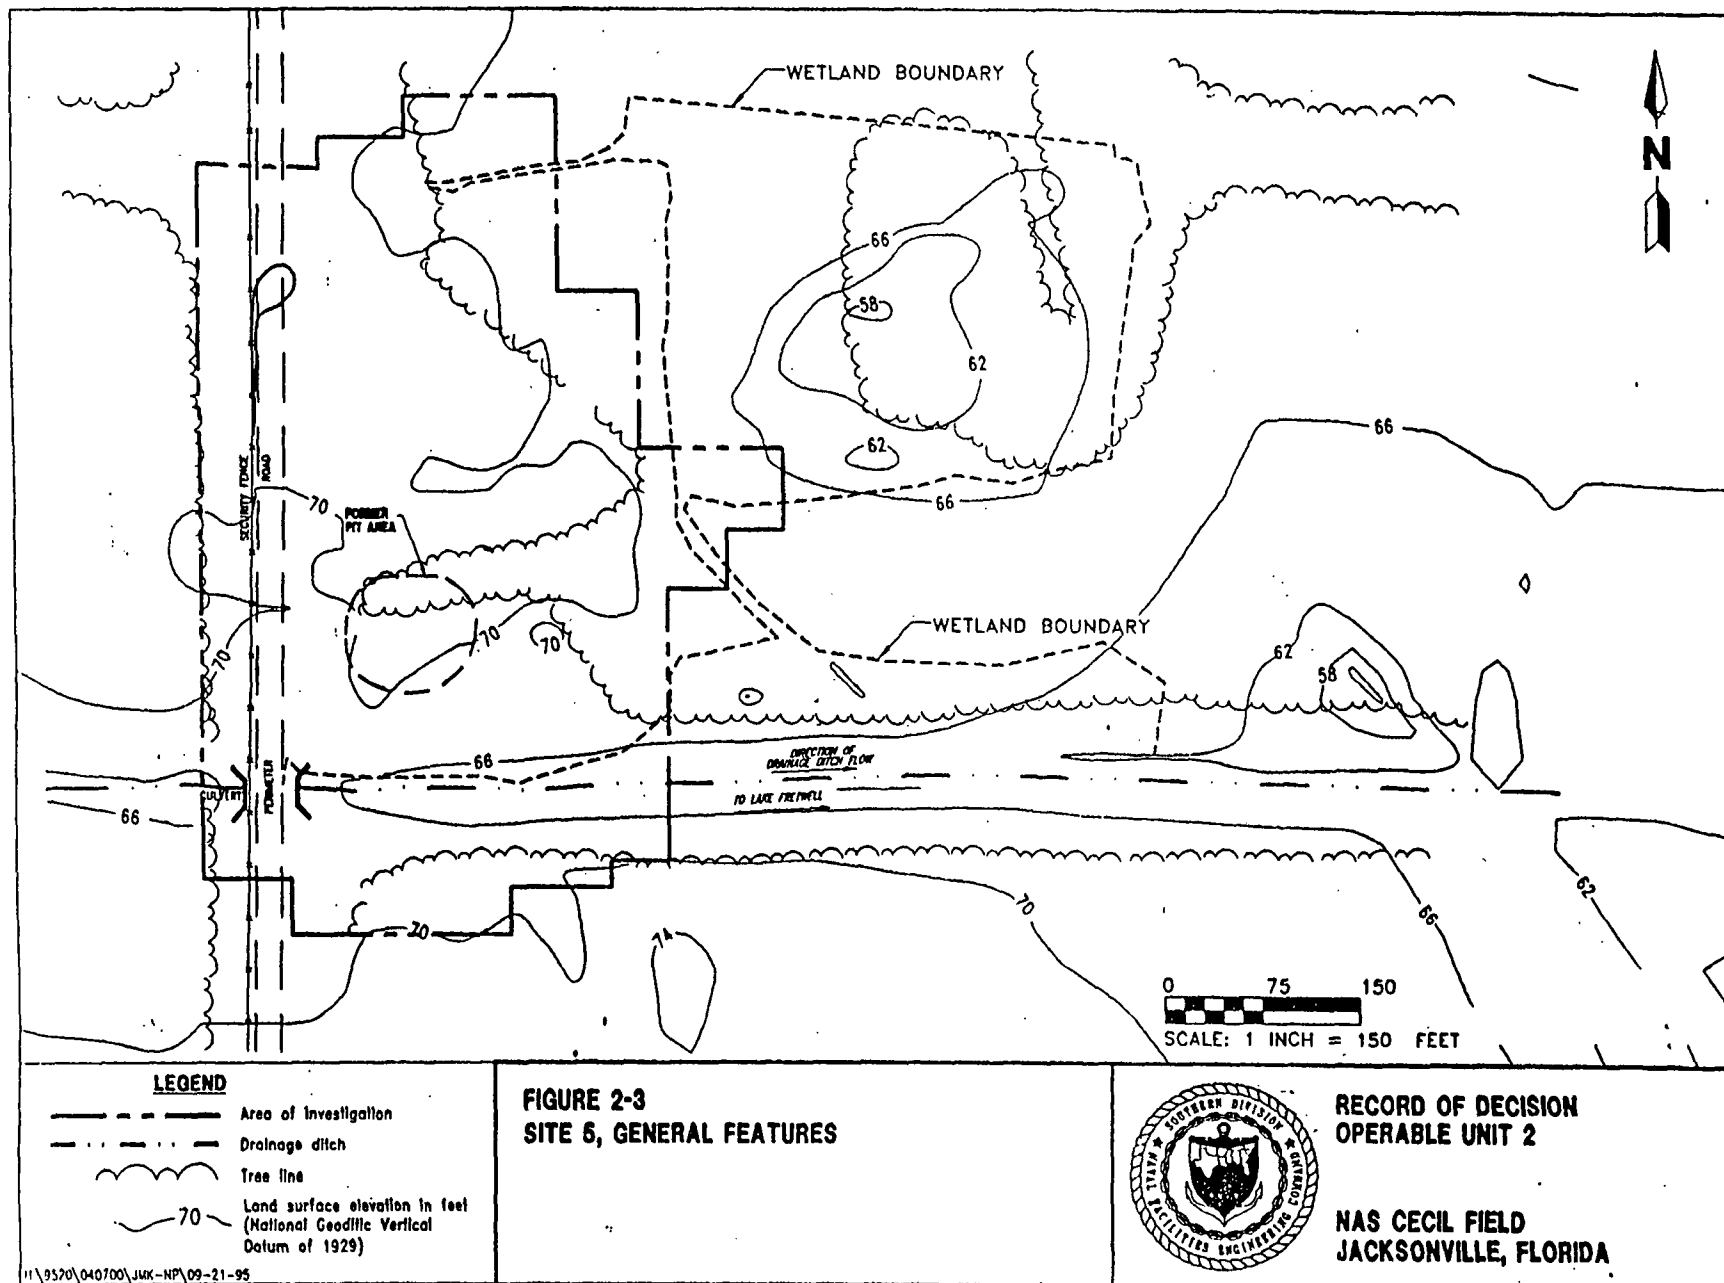 WETLAND BOUNDARY
N
66
58
62
62
66
66
SECURITY FENCE
ROAD
70
FORMER
PIT AREA
70
70
70
WETLAND BOUNDARY
62
58
66
DIRECTION OF
DRAINAGE DITCH FLOW
TO LAKE FRETWELL
CULVERT
PERIMETER
66
62
66
70
70
74
0 75 150
SCALE: 1 INCH = 150 FEET
LEGEND
Area of Investigation
Drainage ditch
Tree line
70
Land surface elevation in feet
(National Geoditic Vertical
Datum of 1929)
FIGURE 2-3
SITE 5, GENERAL FEATURES
SOUTHERN DIVISION
NAVAL FACILITIES ENGINEERING COMMAND
RECORD OF DECISION
OPERABLE UNIT 2
NAS CECIL FIELD
JACKSONVILLE, FLORIDA
\9520\040700\JMK-NP\09-21-95